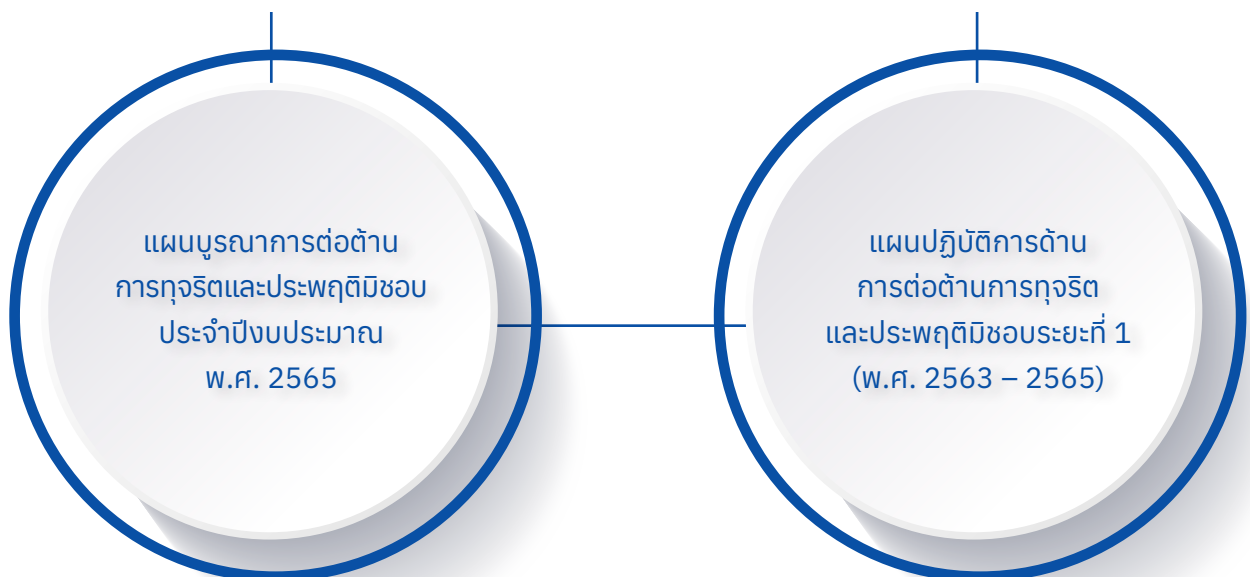 แผนบูรณาการต่อต้าน
การทุจริตและประพฤติมิชอบ
ประจำปีงบประมาณ
พ.ศ. 2565
แผนปฏิบัติการด้าน
การต่อต้านการทุจริต
และประพฤติมิชอบระยะที่ 1
(พ.ศ. 2563 – 2565)